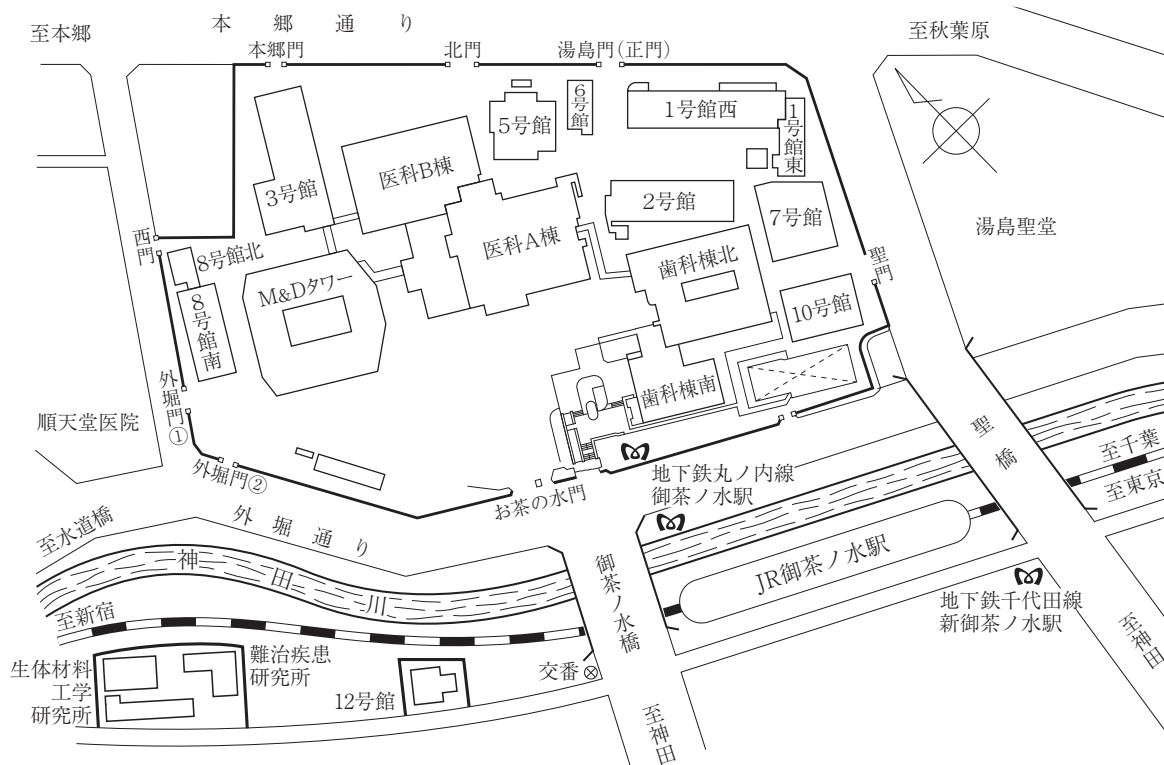 本郷通り
至本郷
至秋葉原
本郷門
北門
湯島門(正門)
6号館
5号館
1号館西
1号館東
医科B棟
3号館
2号館
7号館
湯島聖堂
西門
8号館北
医科A棟
歯科棟北
聖門
M&Dタワー
8号館南
10号館
外堀門①
歯科棟南
順天堂医院
聖橋
外堀門②
お茶の水門
地下鉄丸ノ内線
御茶ノ水駅
至千葉
至東京
至水道橋
外堀通り
神田川
御茶ノ水橋
JR御茶ノ水駅
至新宿
地下鉄千代田線
新御茶ノ水駅
至神田
生体材料
工学
研究所
難治疾患
研究所
12号館
交番
至神田